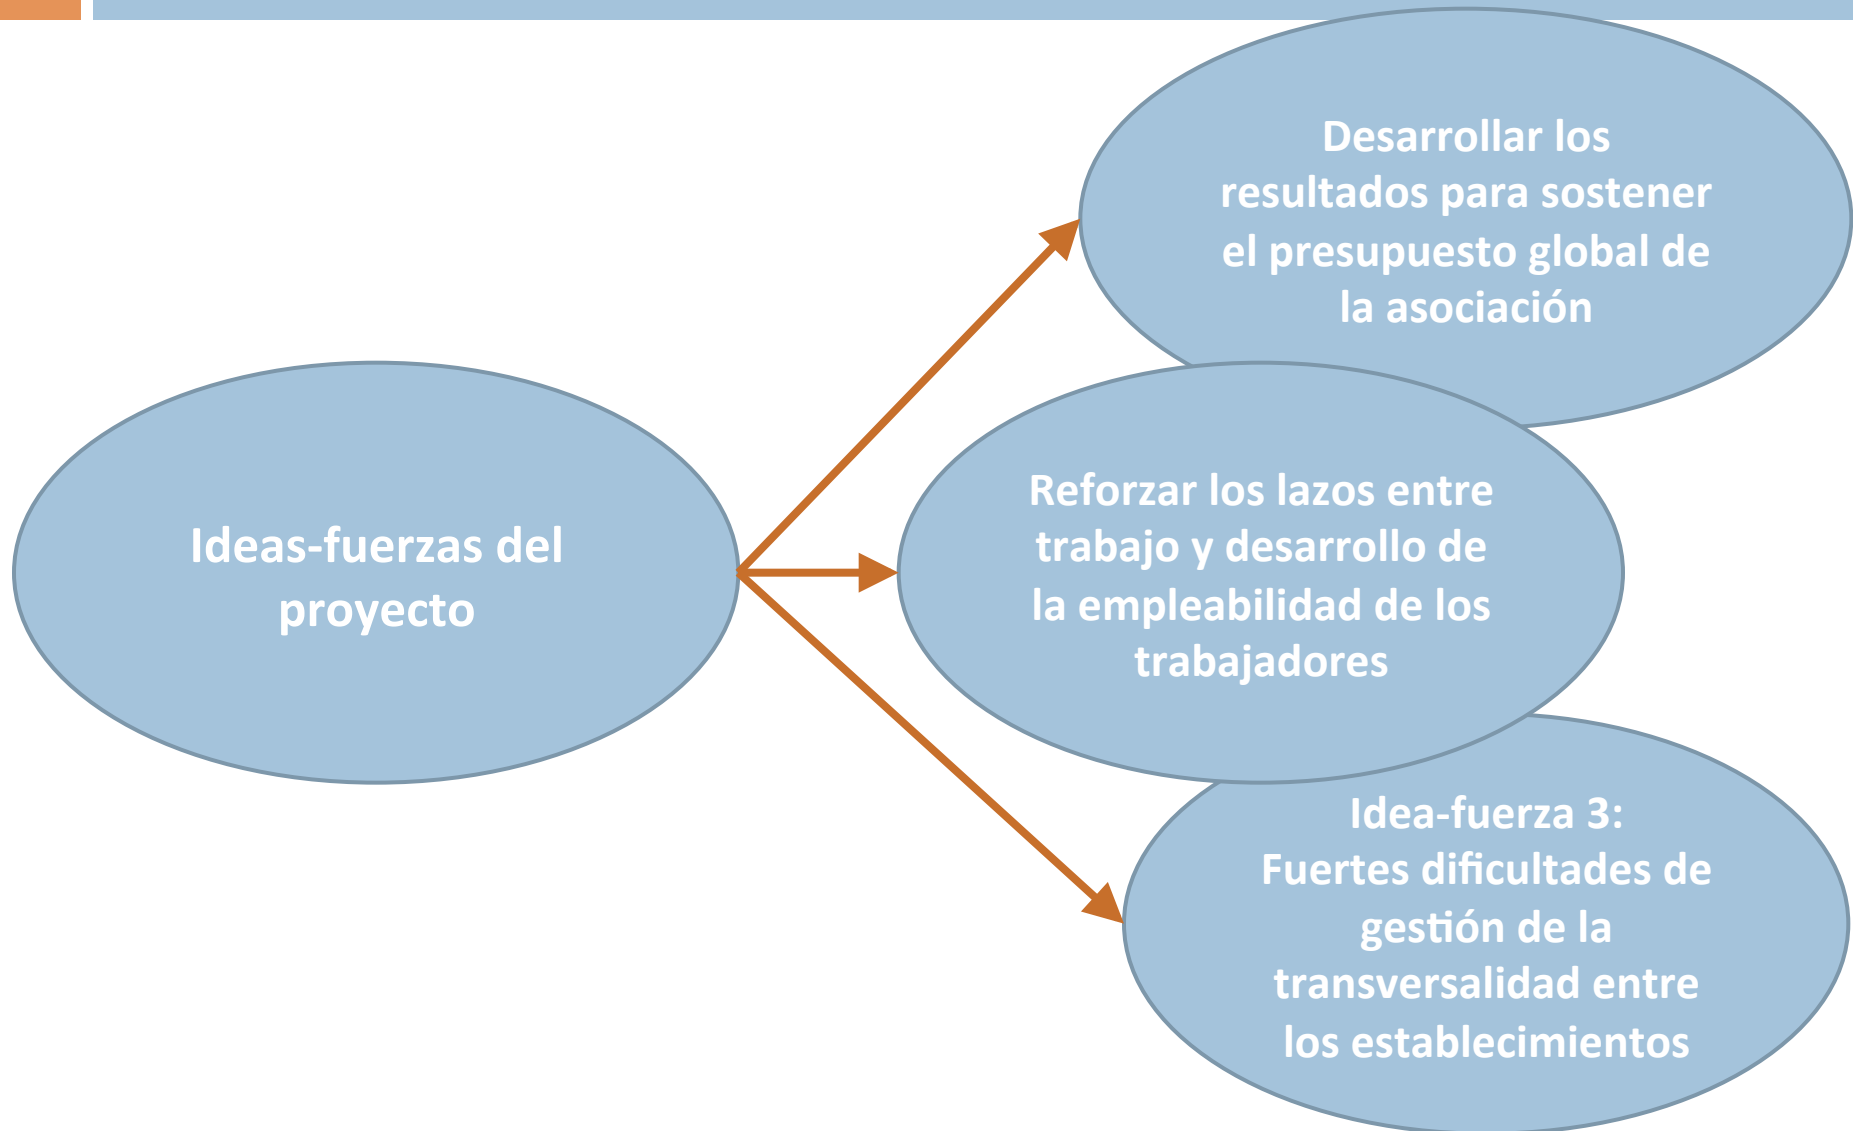 Ideas-fuerzas del
proyecto
Desarrollar los
resultados para sostener
el presupuesto global de
la asociación
Reforzar los lazos entre
trabajo y desarrollo de
la empleabilidad de los
trabajadores
Idea-fuerza 3:
Fuertes dificultades de
gestión de la
transversalidad entre
los establecimientos